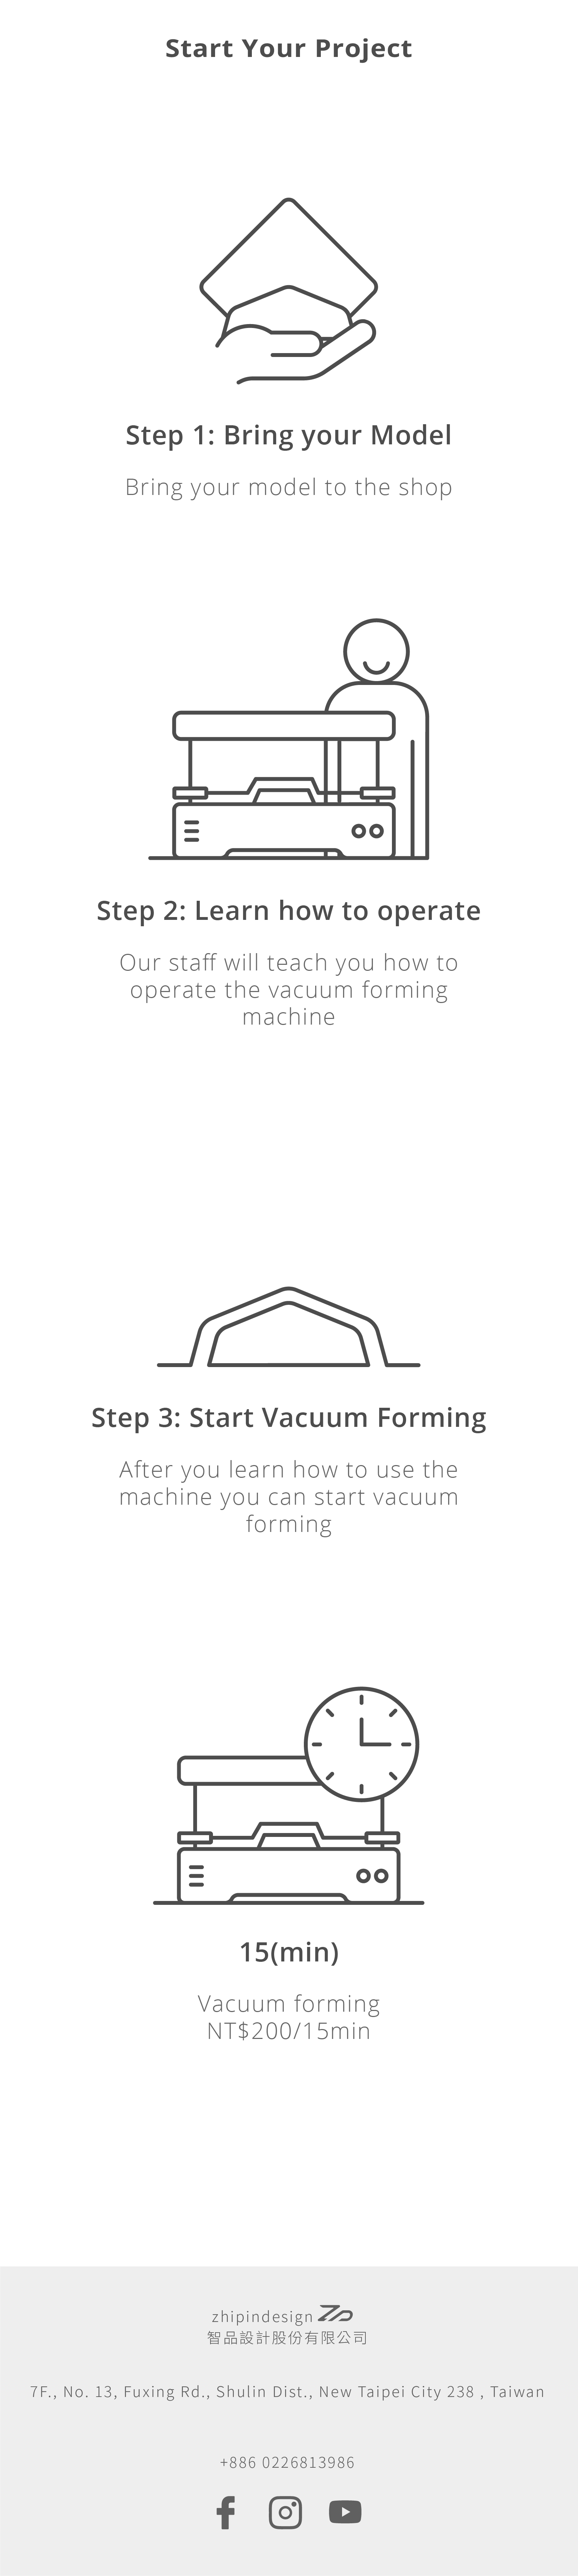 Start Your Project
Step 1: Bring your Model
Bring your model to the shop
Step 2: Learn how to operate
Our staff will teach you how to
operate the vacuum forming
machine
Step 3: Start Vacuum Forming
After you learn how to use the
machine you can start vacuum
forming
15(min)
Vacuum forming
NT$200/15min
zhipindesign
智品設計股份有限公司
7F., No. 13, Fuxing Rd., Shulin Dist., New Taipei City 238 , Taiwan
+886 0226813986